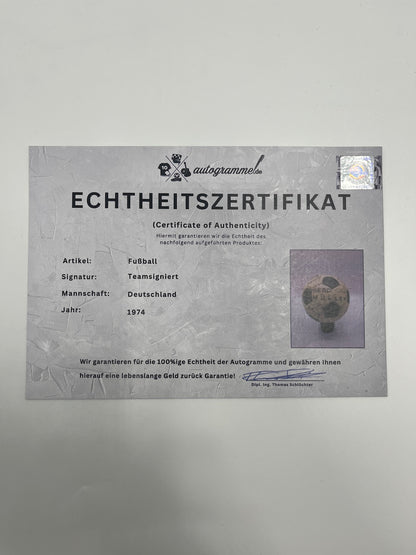 autogramme.de
ECHTHEITSZERTIFIKAT
(Certificate of Authenticity)
Hiermit garantieren wir die Echtheit des
nachfolgend aufgeführten Produktes:
Artikel: Fußball
Signatur: Teamsigniert
Mannschaft: Deutschland
Jahr: 1974
Wir garantieren für die 100%ige Echtheit der Autogramme und gewähren Ihnen
hierauf eine lebenslange Geld zurück Garantie!
Dipl. Ing. Thomas Schlüchter